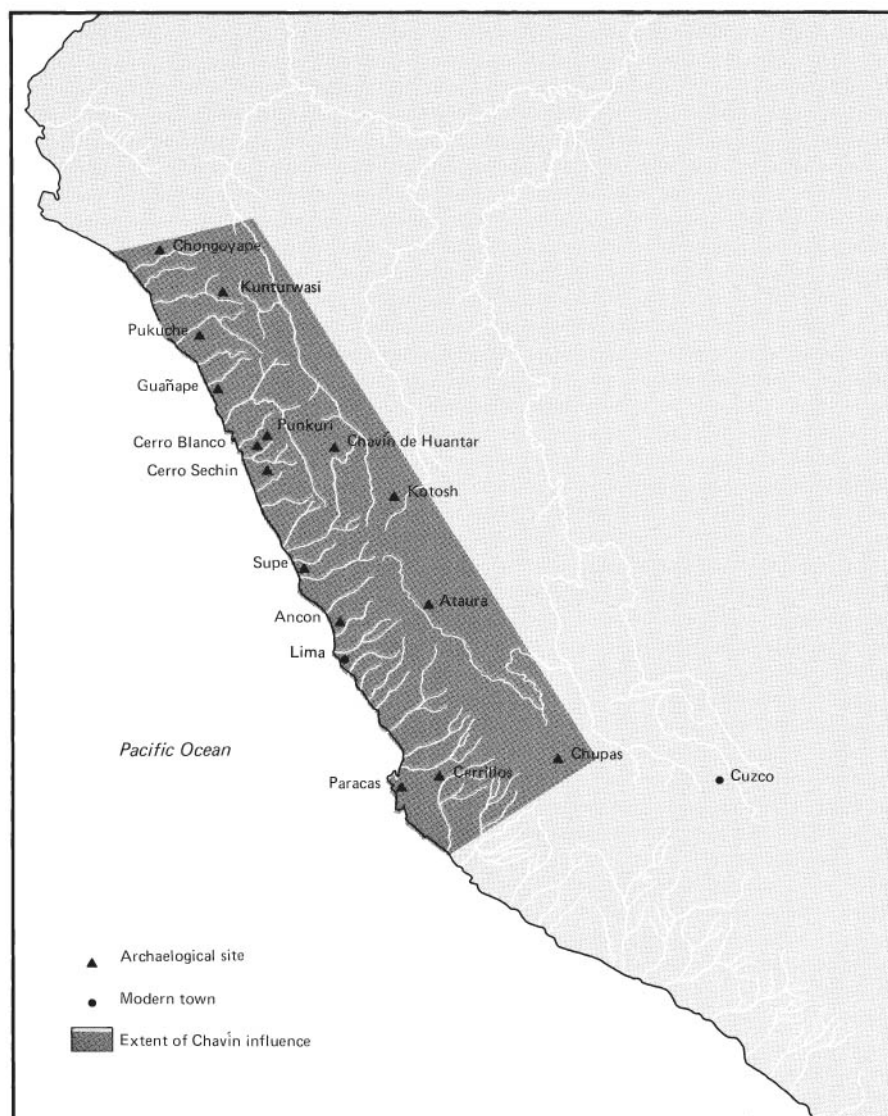 Chongoyape
Kunturwasi
Pukuche
Guañape
Punkuri
Cerro Blanco
Chavín de Huantar
Cerro Sechin
Kotosh
Supe
Ataura
Ancon
Lima
Pacific Ocean
Chupas
Cerrillos
Cuzco
Paracas
Archaelogical site
Modern town
Extent of Chavín influence